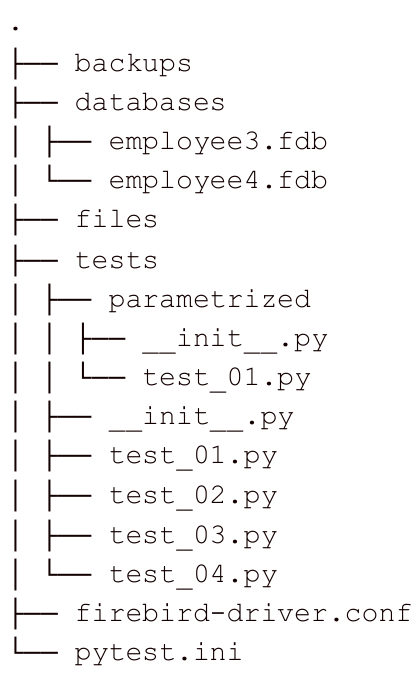 .
├── backups
├── databases
│ ├── employee3.fdb
│ └── employee4.fdb
├── files
├── tests
│ ├── parametrized
│ │ ├── __init__.py
│ │ └── test_01.py
│ ├── __init__.py
│ ├── test_01.py
│ ├── test_02.py
│ ├── test_03.py
│ └── test_04.py
├── firebird-driver.conf
└── pytest.ini